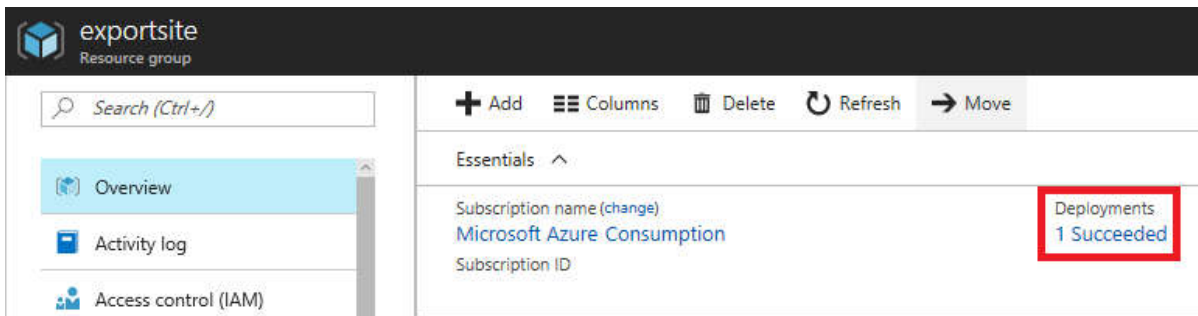 exportsite
Resource group
Search (Ctrl+/)
Overview
Activity log
Access control (IAM)
Add Columns Delete Refresh Move
Essentials
Subscription name (change)
Microsoft Azure Consumption
Subscription ID
Deployments
1 Succeeded